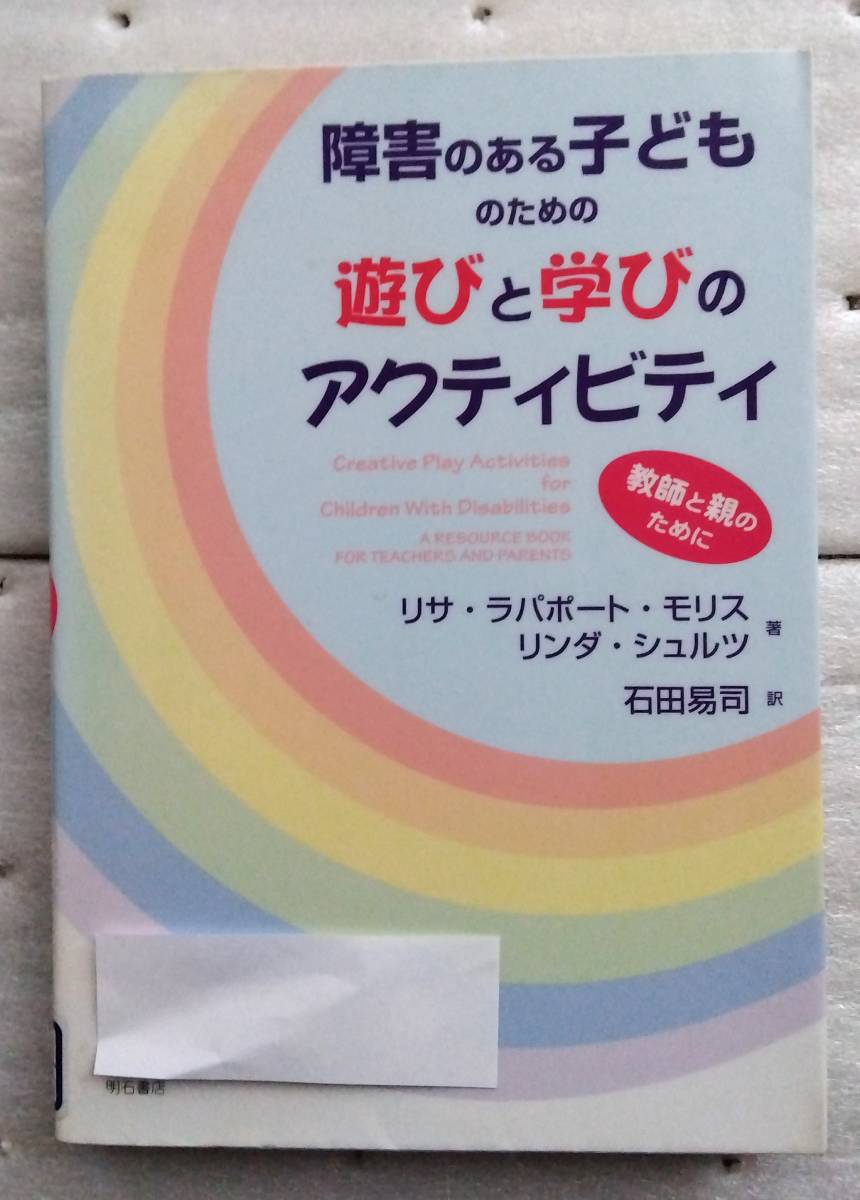 障害のある子ども
のための
遊びと学びの
アクティビティ
Creative Play Activities
for
Children With Disabilities
A RESOURCE BOOK
FOR TEACHERS AND PARENTS
教師と親の
ために
リサ・ラパポート・モリス
リンダ・シュルツ 著
石田易司 訳
明石書店